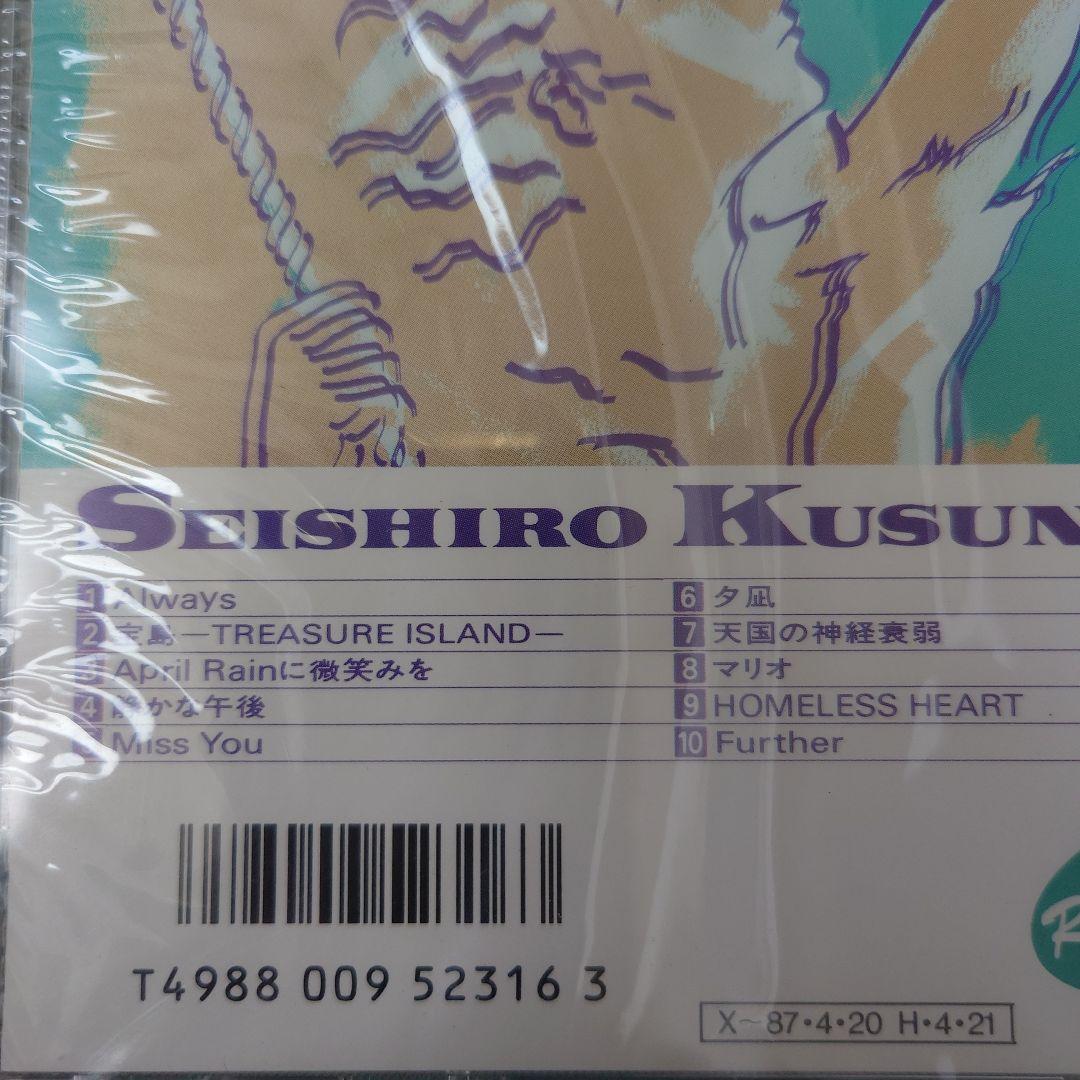 SEISHIRO KUSUN
1 Always
2 宝島—TREASURE ISLAND—
3 April Rainに微笑みを
4 静かな午後
5 Miss You
6 夕凪
7 天国の神経衰弱
8 マリオ
9 HOMELESS HEART
10 Further
T4988 009 52316 3
X~87・4・20 H・4・21
R